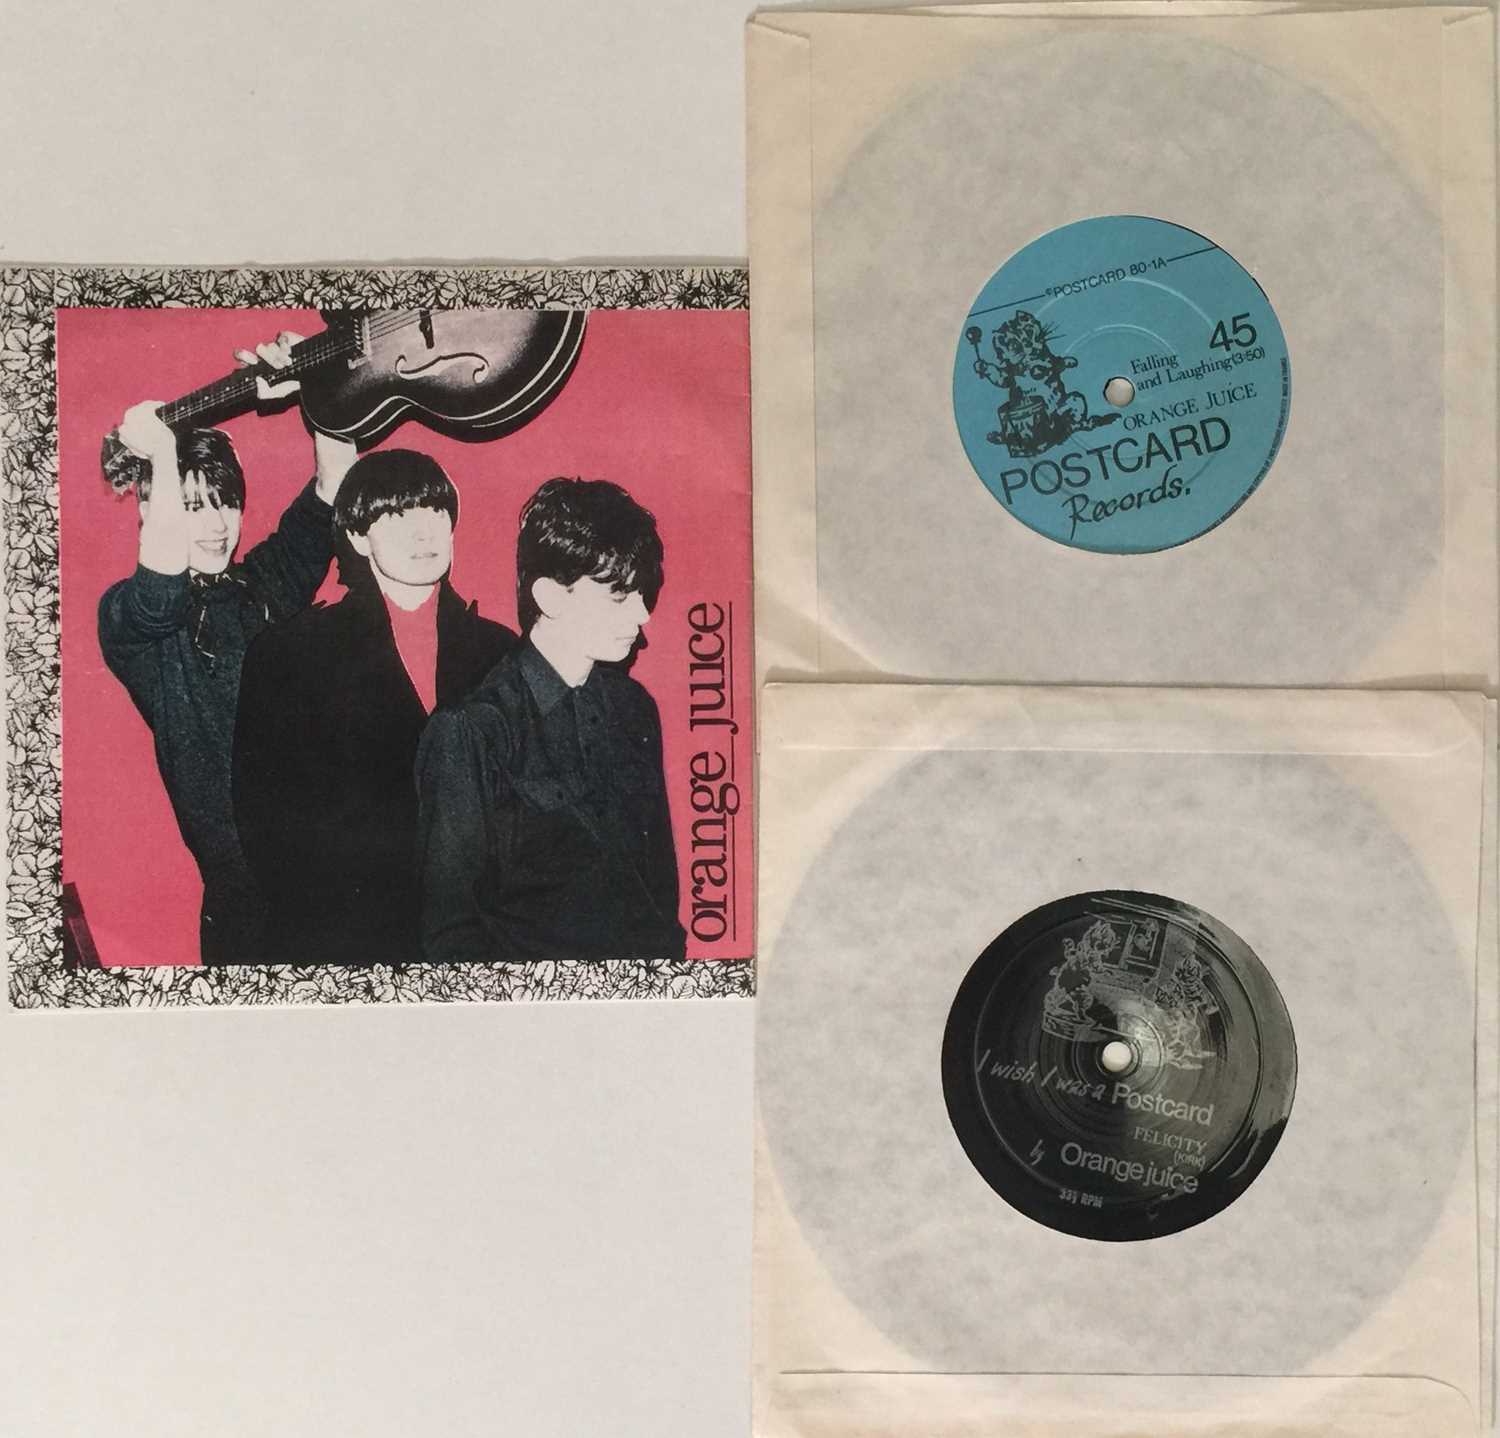 orange juice
©POSTCARD 80-1A
45
Falling
and Laughing (3:50)
ORANGE JUICE
POSTCARD
Records.
I wish I was a Postcard
FELICITY
(KIRK)
by Orange juice
33⅓ RPM